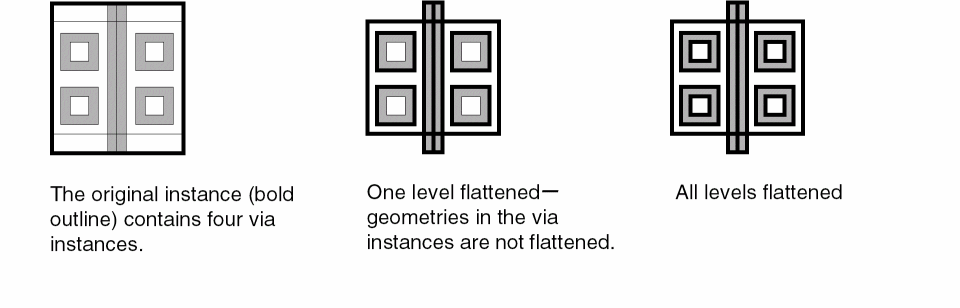 The original instance (bold
outline) contains four via
instances.
One level flattened—
geometries in the via
instances are not flattened.
All levels flattened